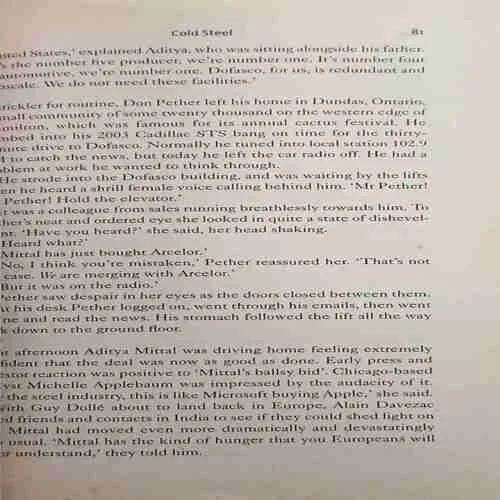 Cold Steel 81
States,' explained Aditya, who was sitting alongside his father.
the number five producer, we're number one. It's number four
automotive, we're number one. Dofasco, for us, is redundant and
We do not need these facilities.'
for routine, Don Pether left his home in Dundas, Ontario,
community of some twenty thousand on the western edge of
which was famous for its annual cactus festival. He
into his 2003 Cadillac STS bang on time for the thirty-
drive to Dofasco. Normally he tuned into local station 102.9
to catch the news, but today he left the car radio off. He had a
at work he wanted to think through.
He strode into the Dofasco building, and was waiting by the lifts
he heard a shrill female voice calling behind him. 'Mr Pether!
Pether! Hold the elevator.'
was a colleague from sales running breathlessly towards him. To
neat and ordered eye she looked in quite a state of dishevel-
'Have you heard?' she said, her head shaking.
Heard what?'
Mittal has just bought Arcelor.'
No, I think you're mistaken,' Pether reassured her. 'That's not
case. We are merging with Arcelor.'
But it was on the radio.'
Pether saw despair in her eyes as the doors closed between them.
his desk Pether logged on, went through his emails, then went
and read the news. His stomach followed the lift all the way
down to the ground floor.
afternoon Aditya Mittal was driving home feeling extremely
that the deal was now as good as done. Early press and
reaction was positive to 'Mittal's ballsy bid'. Chicago-based
Michelle Applebaum was impressed by the audacity of it.
the steel industry, this is like Microsoft buying Apple,' she said.
With Guy Dollé about to land back in Europe, Alain Davezac
friends and contacts in India to see if they could shed light on
Mittal had moved even more dramatically and devastatingly
usual. 'Mittal has the kind of hunger that you Europeans will
understand,' they told him.